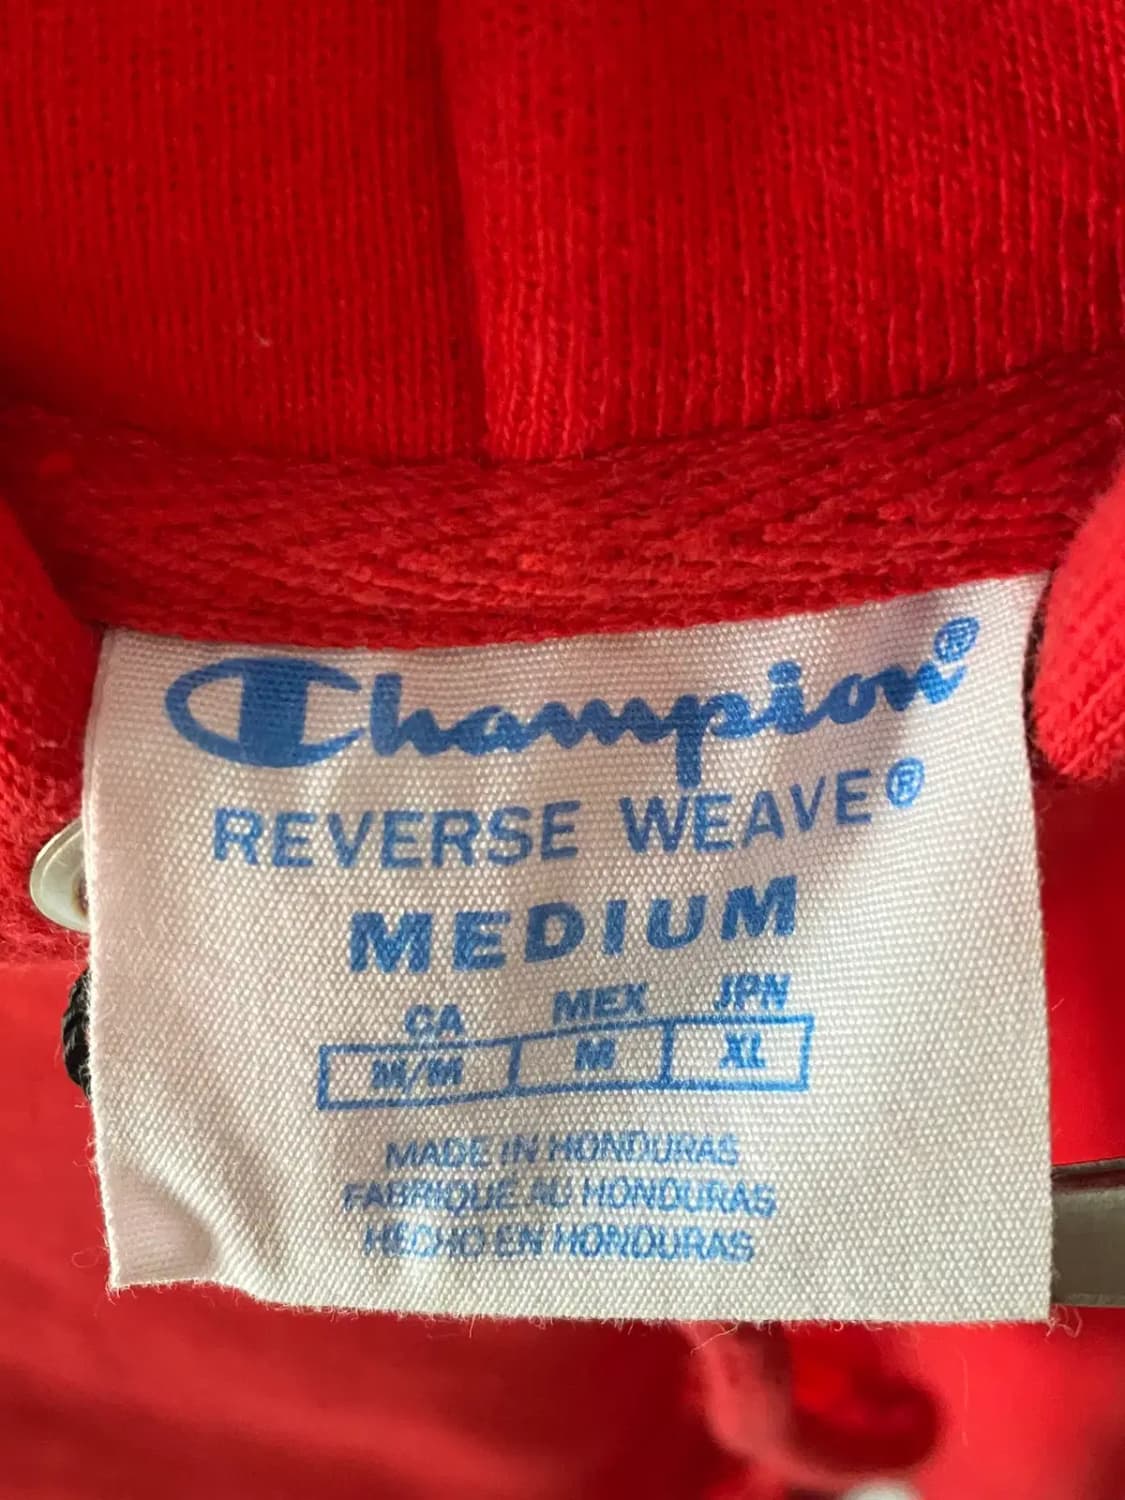 Champion®
REVERSE WEAVE®
MEDIUM
CA MEX JPN
M/M M XL
MADE IN HONDURAS
FABRIQUÉ AU HONDURAS
HECHO EN HONDURAS